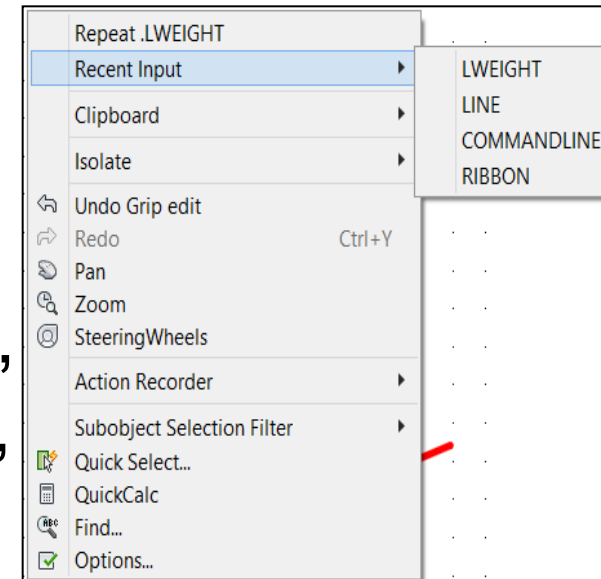 Repeat .LWEIGHT
Recent Input
Clipboard
Isolate
Undo Grip edit
Redo Ctrl+Y
Pan
Zoom
SteeringWheels
Action Recorder
Subobject Selection Filter
Quick Select...
QuickCalc
Find...
Options...
LWEIGHT
LINE
COMMANDLINE
RIBBON
,
,